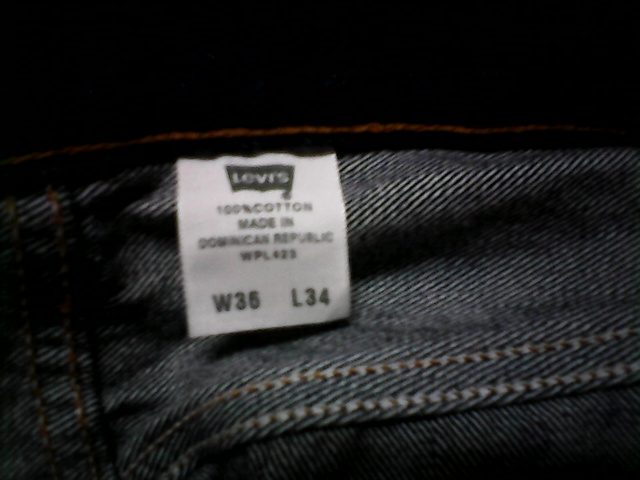 Levi's
100% COTTON
MADE IN
DOMINICAN REPUBLIC
WPL423
W36 L34